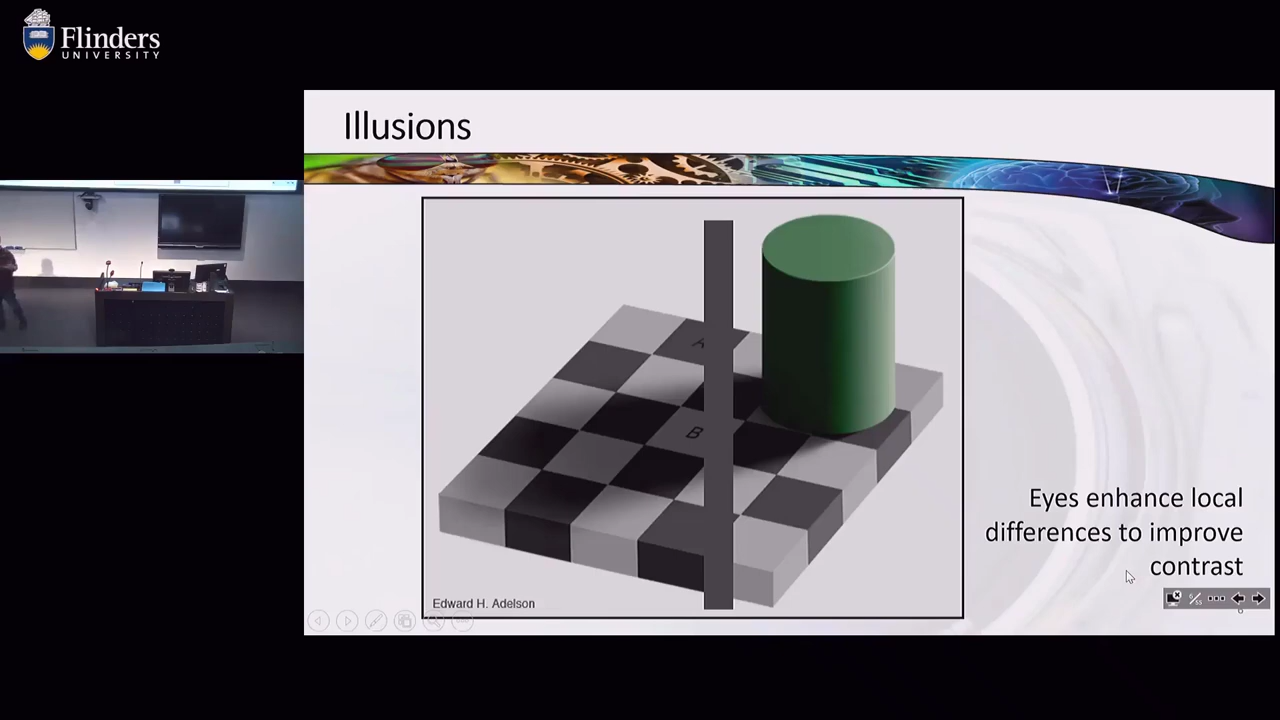 Flinders
UNIVERSITY
Illusions
A
B
Eyes enhance local
differences to improve
contrast
Edward H. Adelson